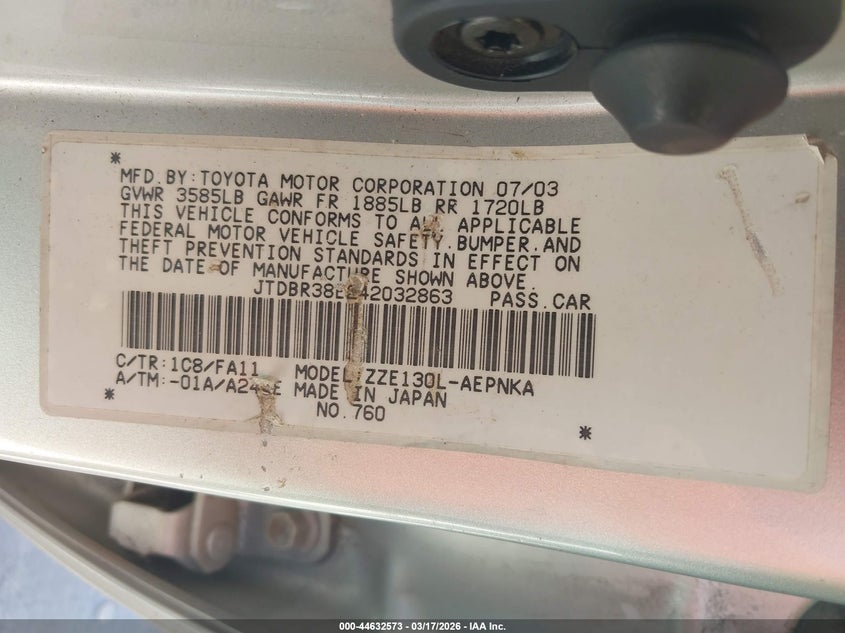 *
MFD.BY:TOYOTA MOTOR CORPORATION 07/03
GVWR 3585LB GAWR FR 1885LB RR 1720LB
THIS VEHICLE CONFORMS TO ALL APPLICABLE
FEDERAL MOTOR VEHICLE SAFETY.BUMPER.AND
THEFT PREVENTION STANDARDS IN EFFECT ON
THE DATE OF MANUFACTURE SHOWN ABOVE.
PASS.CAR
C/TR:1C8/FA11 MODEL:ZZE130L-AEPNKA
A/TM: MADE IN JAPAN
* NO.760 *
000-44632573 — 03/17/2026 — IAA Inc.